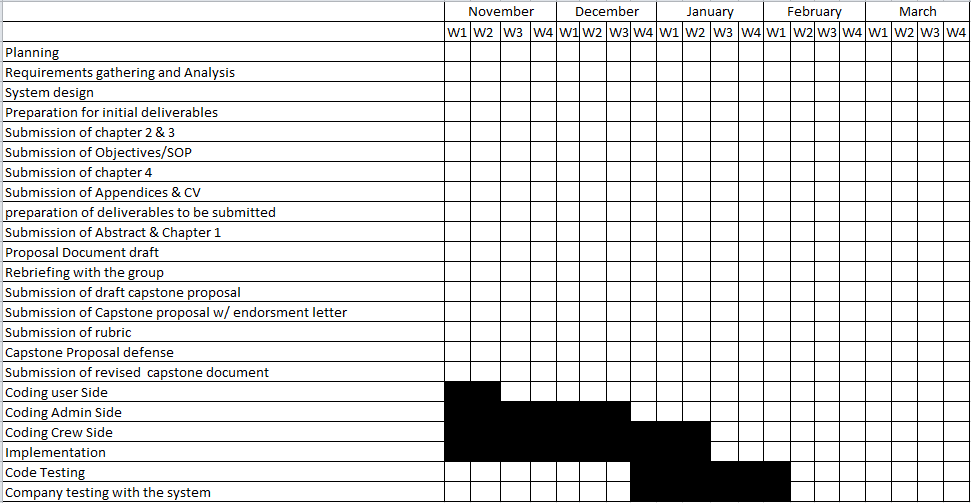 November December January February March
W1 W2 W3 W4 W1 W2 W3 W4 W1 W2 W3 W4 W1 W2 W3 W4 W1 W2 W3 W4
Planning
Requirements gathering and Analysis
System design
Preparation for initial deliverables
Submission of chapter 2 & 3
Submission of Objectives/SOP
Submission of chapter 4
Submission of Appendices & CV
preparation of deliverables to be submitted
Submission of Abstract & Chapter 1
Proposal Document draft
Rebriefing with the group
Submission of draft capstone proposal
Submission of Capstone proposal w/ endorsment letter
Submission of rubric
Capstone Proposal defense
Submission of revised capstone document
Coding user Side
Coding Admin Side
Coding Crew Side
Implementation
Code Testing
Company testing with the system